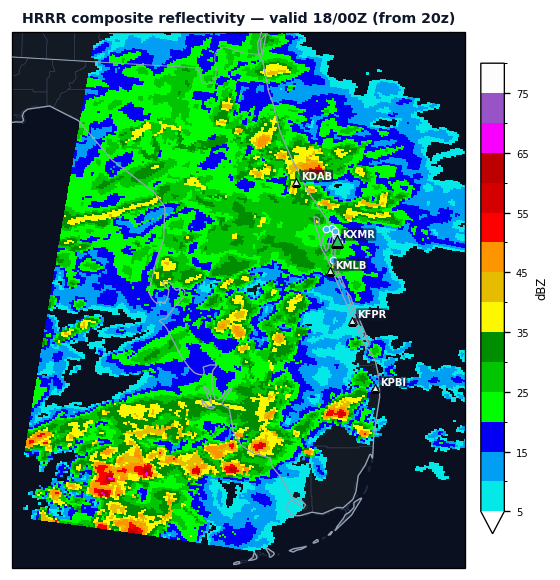 HRRR composite reflectivity — valid 18/00Z (from 20z)
KDAB
KXMR
KMLB
KFPR
KPBI
75
65
55
45
35
25
15
5
dBZ